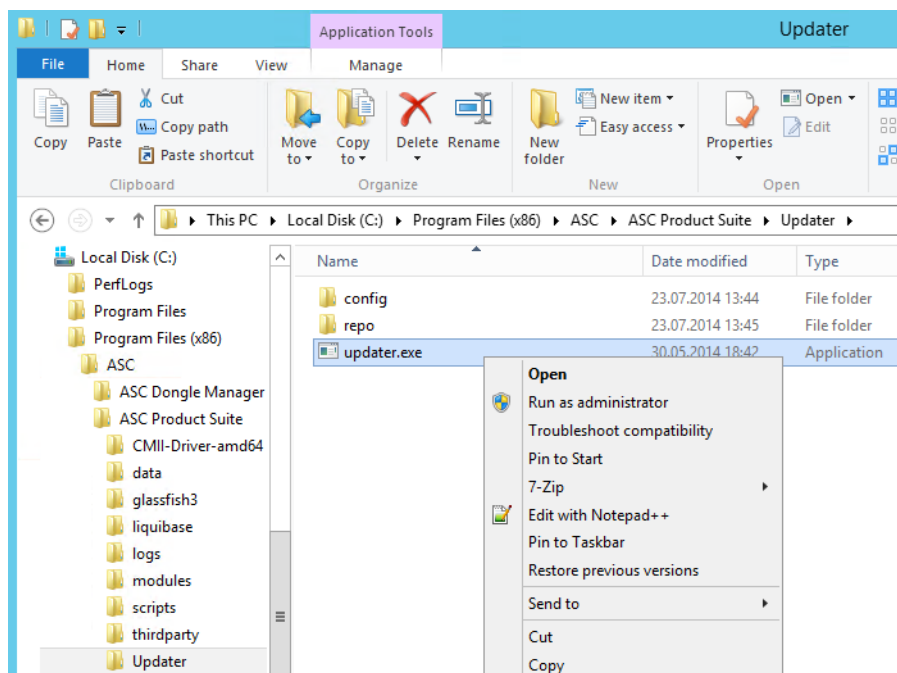 Application Tools
Updater
File
Home
Share
View
Manage
Copy
Paste
Cut
Copy path
Paste shortcut
Clipboard
Move to
Copy to
Delete
Rename
Organize
New folder
New item
Easy access
New
Properties
Open
Edit
Open
This PC
Local Disk (C:)
Program Files (x86)
ASC
ASC Product Suite
Updater
Local Disk (C:)
PerfLogs
Program Files
Program Files (x86)
ASC
ASC Dongle Manager
ASC Product Suite
CMII-Driver-amd64
data
glassfish3
liquibase
logs
modules
scripts
thirdparty
Updater
Name Date modified Type
config 23.07.2014 13:44 File folder
repo 23.07.2014 13:45 File folder
updater.exe 30.05.2014 18:42 Application
Open
Run as administrator
Troubleshoot compatibility
Pin to Start
7-Zip
Edit with Notepad++
Pin to Taskbar
Restore previous versions
Send to
Cut
Copy